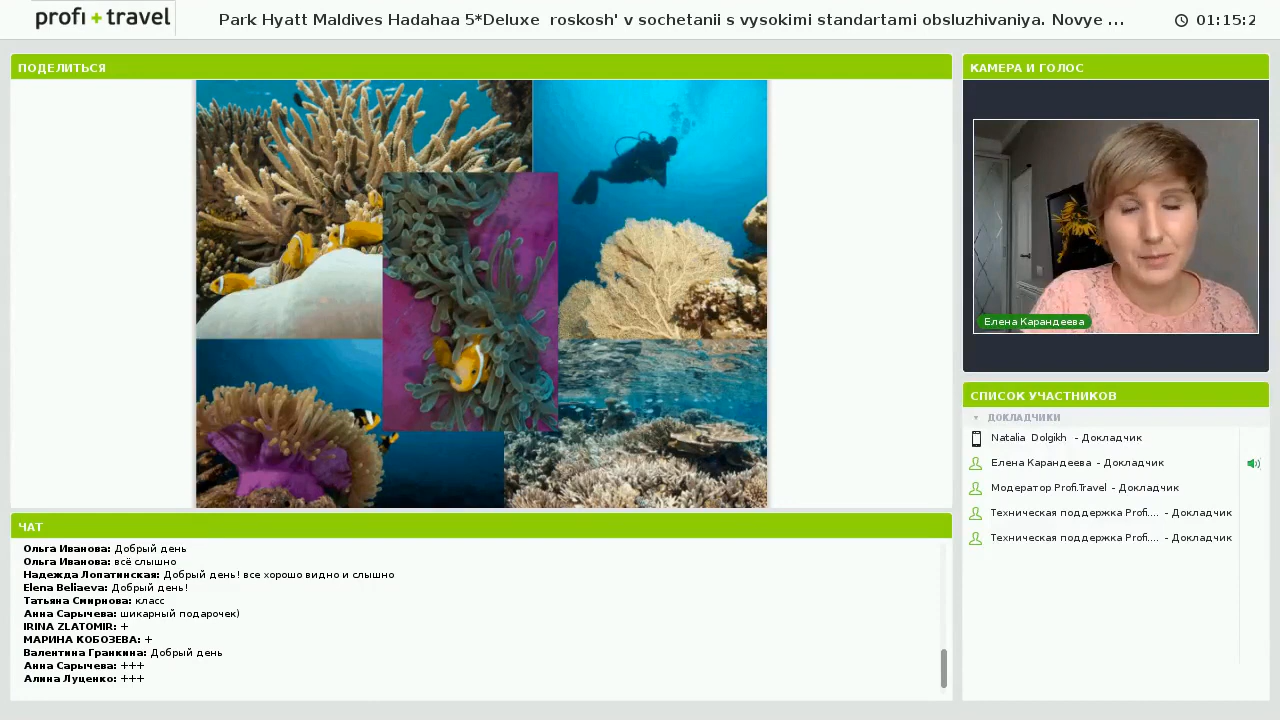 profi + travel
Park Hyatt Maldives Hadahaa 5*Deluxe roskosh' v sochetanii s vysokimi standartami obsluzhivaniya. Novye ...
01:15:2
ПОДЕЛИТЬСЯ
КАМЕРА И ГОЛОС
Елена Карандеева
СПИСОК УЧАСТНИКОВ
ДОКЛАДЧИКИ
Natalia Dolgikh - Докладчик
Елена Карандеева - Докладчик
Модератор Profi.Travel - Докладчик
Техническая поддержка Profi.... - Докладчик
Техническая поддержка Profi.... - Докладчик
ЧАТ
Ольга Иванова: Добрый день
Ольга Иванова: всё слышно
Надежда Лопатинская: Добрый день! все хорошо видно и слышно
Elena Beliaeva: Добрый день!
Татьяна Смирнова: класс
Анна Сарычева: шикарный подарочек)
IRINA ZLATOMIR: +
МАРИНА КОБОЗЕВА: +
Валентина Гранкина: Добрый день
Анна Сарычева: +++
Алина Луценко: +++